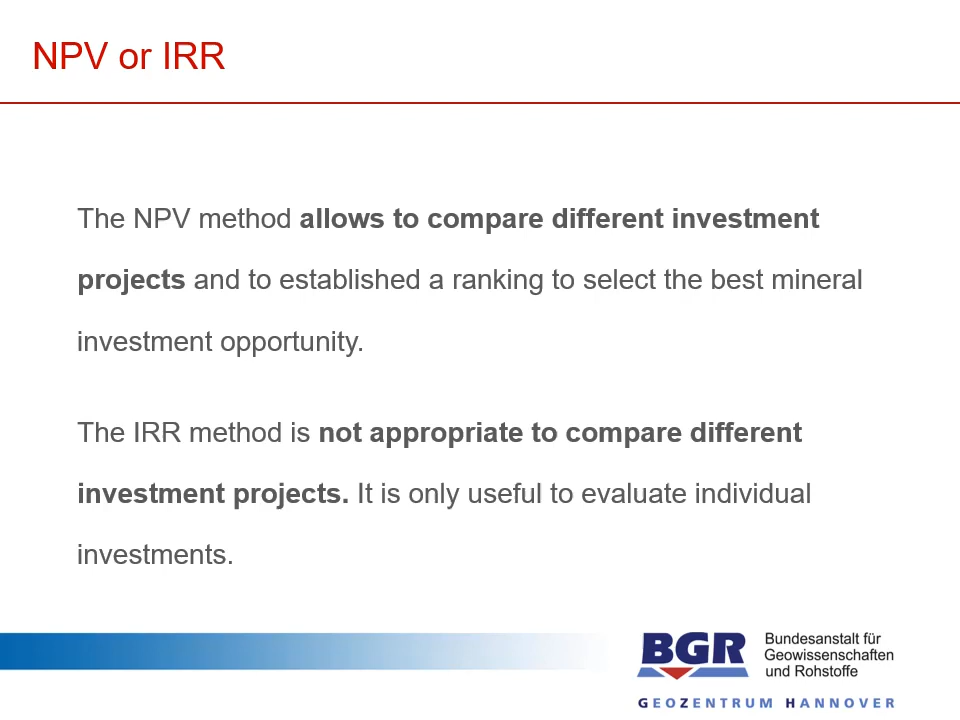 NPV or IRR
The NPV method allows to compare different investment
projects and to established a ranking to select the best mineral
investment opportunity.
The IRR method is not appropriate to compare different
investment projects. It is only useful to evaluate individual
investments.
BGR
Bundesanstalt für
Geowissenschaften
und Rohstoffe
GEOZENTRUM HANNOVER